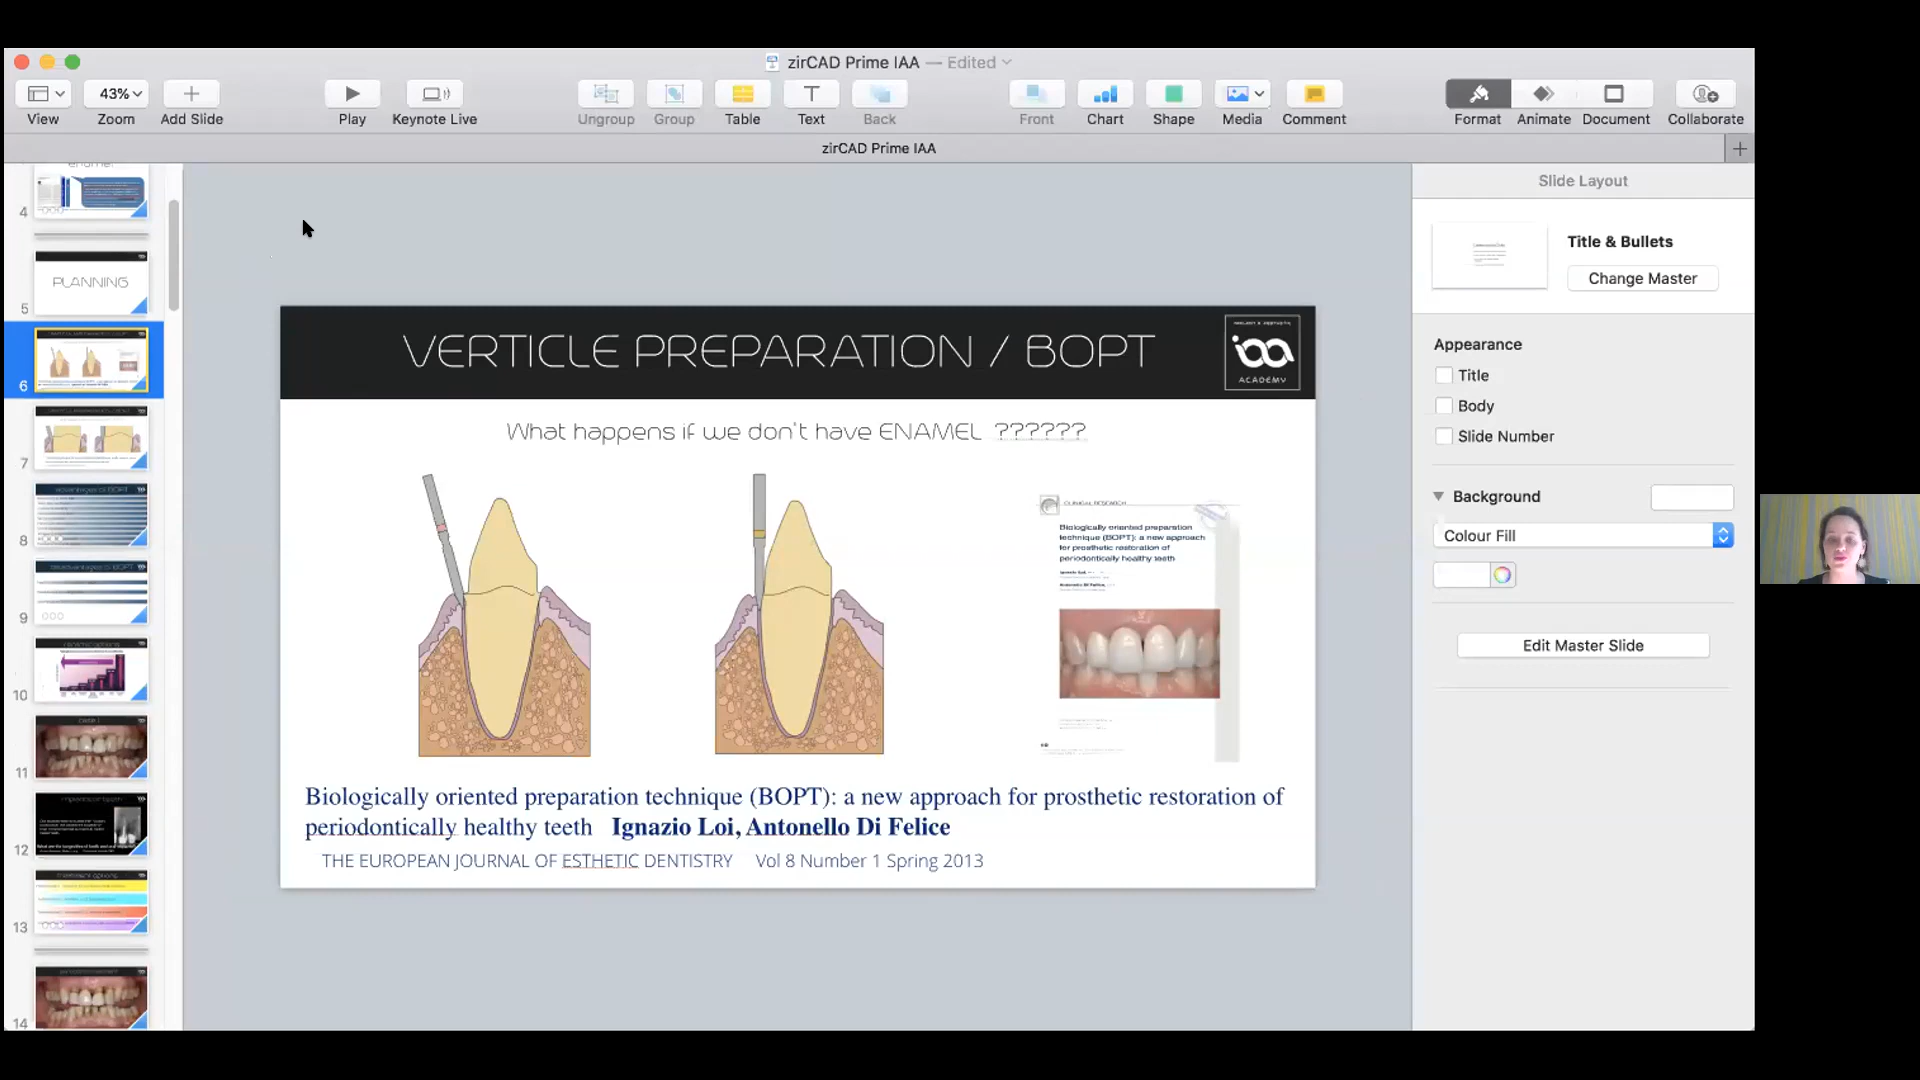 zirCAD Prime IAA — Edited
43%
View
Zoom
Add Slide
Play
Keynote Live
Ungroup
Group
Table
Text
Back
Front
Chart
Shape
Media
Comment
Format
Animate
Document
Collaborate
zirCAD Prime IAA
4
PLANNING
5
6
7
8
9
10
11
12
13
14
VERTICLE PREPARATION / BOPT
iaa
ACADEMY
What happens if we don't have ENAMEL ??????
CLINICAL RESEARCH
Biologically oriented preparation
technique (BOPT): a new approach
for prosthetic restoration of
periodontically healthy teeth
Biologically oriented preparation technique (BOPT): a new approach for prosthetic restoration of
periodontically healthy teeth Ignazio Loi, Antonello Di Felice
THE EUROPEAN JOURNAL OF ESTHETIC DENTISTRY Vol 8 Number 1 Spring 2013
Slide Layout
Title & Bullets
Change Master
Appearance
Title
Body
Slide Number
Background
Colour Fill
Edit Master Slide